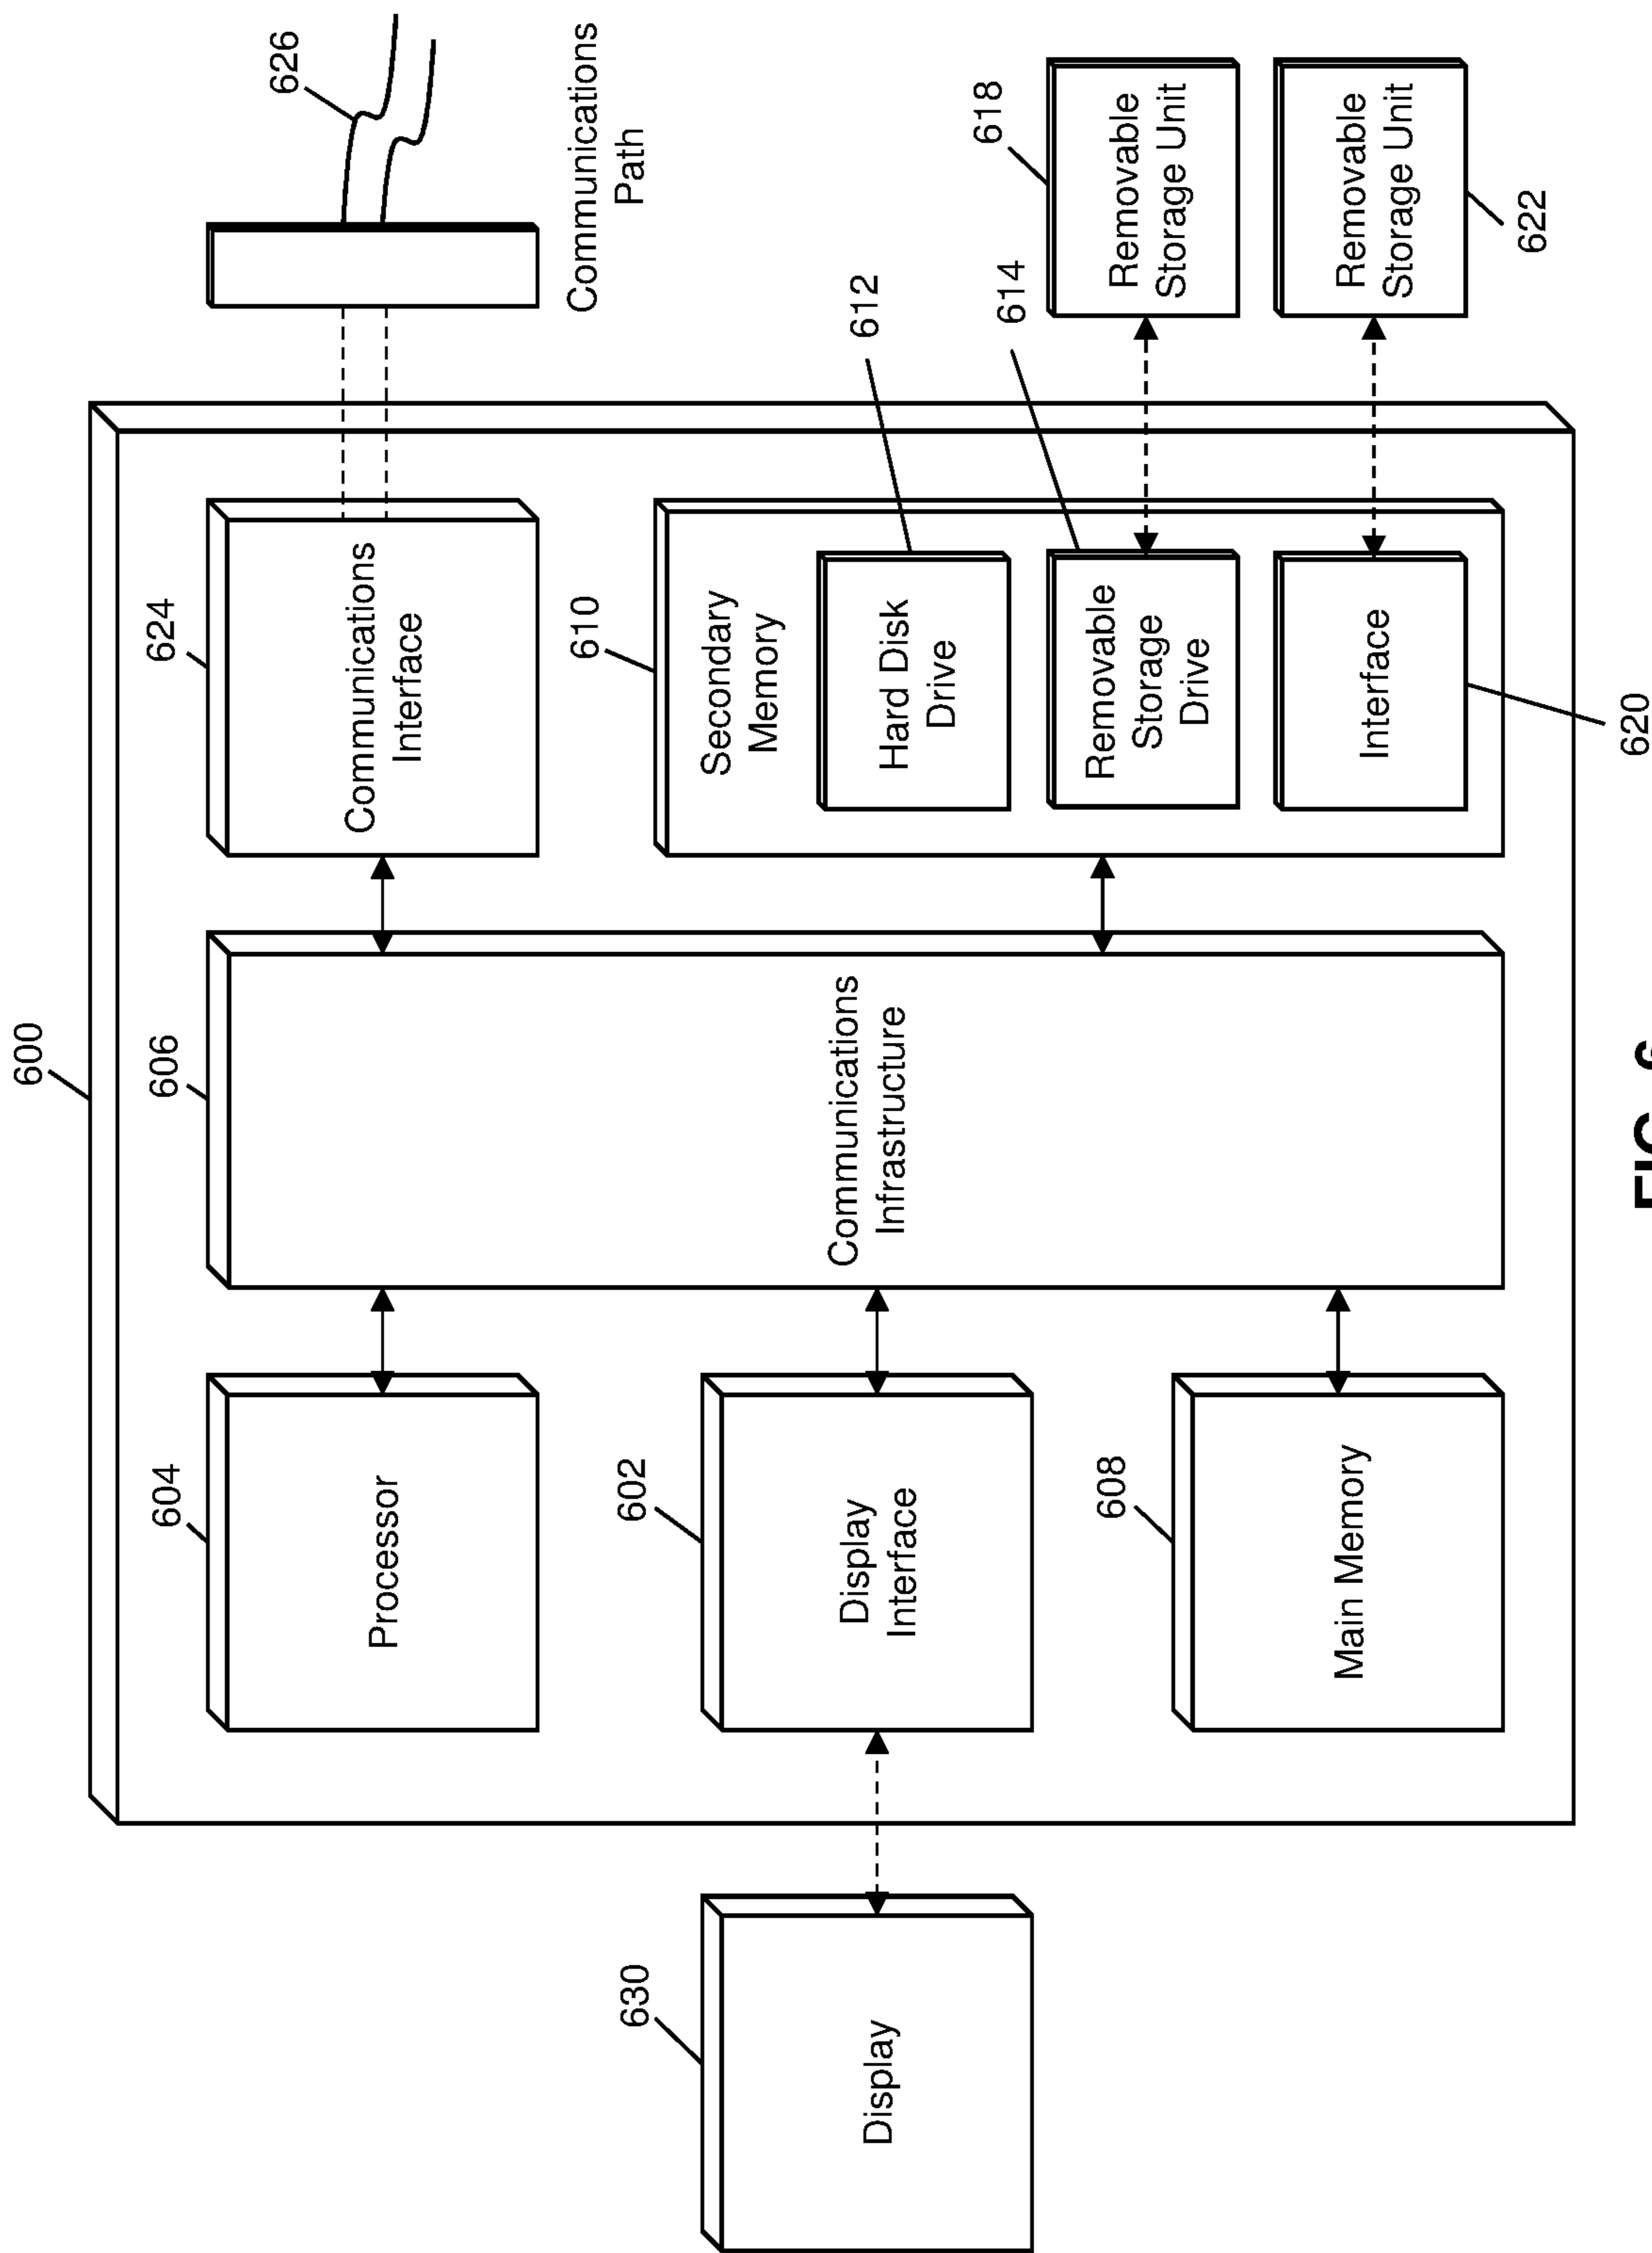 600
604
606
624
626
Processor
Communications
Interface
Communications
Path
630
602
610
Display
Display
Interface
Communications
Infrastructure
Secondary
Memory
612
Hard Disk
Drive
614
618
Removable
Storage
Drive
Removable
Storage Unit
608
Main Memory
Interface
Removable
Storage Unit
622
620
FIG. 6